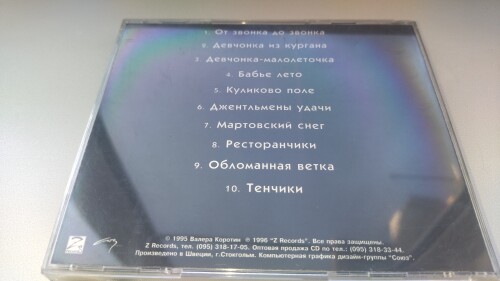 1. От звонка до звонка
2. Девчонка из кургана
3. Девчонка-малолеточка
4. Бабье лето
5. Куликово поле
6. Джентльмены удачи
7. Мартовский снег
8. Ресторанчики
9. Обломанная ветка
10. Тенчики
© 1995 Валера Коротин ℗ 1996 "Z Records". Все права защищены.
Z Records, тел. (095) 318-17-05. Оптовая продажа CD по тел.: (095) 318-33-44.
Произведено в Швеции, г.Стокгольм. Компьютерная графика дизайн-группы "Союз".